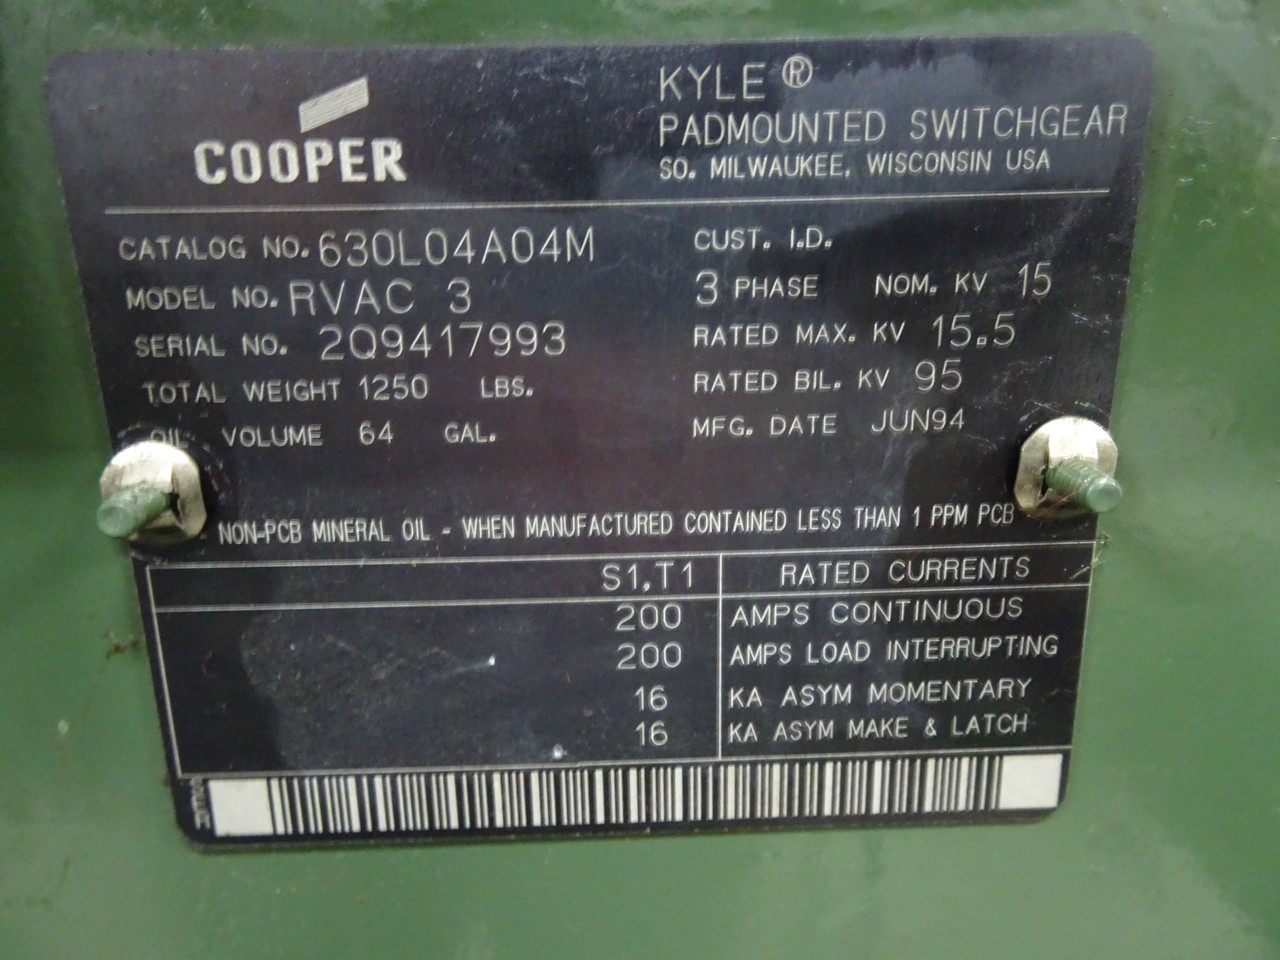 COOPER
KYLE ®
PADMOUNTED SWITCHGEAR
SO. MILWAUKEE, WISCONSIN USA
CATALOG NO. 630L04A04M
MODEL NO. RVAC 3
SERIAL NO. 2Q9417993
TOTAL WEIGHT 1250 LBS.
OIL VOLUME 64 GAL.
CUST. I.D.
3 PHASE NOM. KV 15
RATED MAX. KV 15.5
RATED BIL. KV 95
MFG. DATE JUN94
NON-PCB MINERAL OIL - WHEN MANUFACTURED CONTAINED LESS THAN 1 PPM PCB
S1,T1 RATED CURRENTS
200 AMPS CONTINUOUS
200 AMPS LOAD INTERRUPTING
16 KA ASYM MOMENTARY
16 KA ASYM MAKE & LATCH